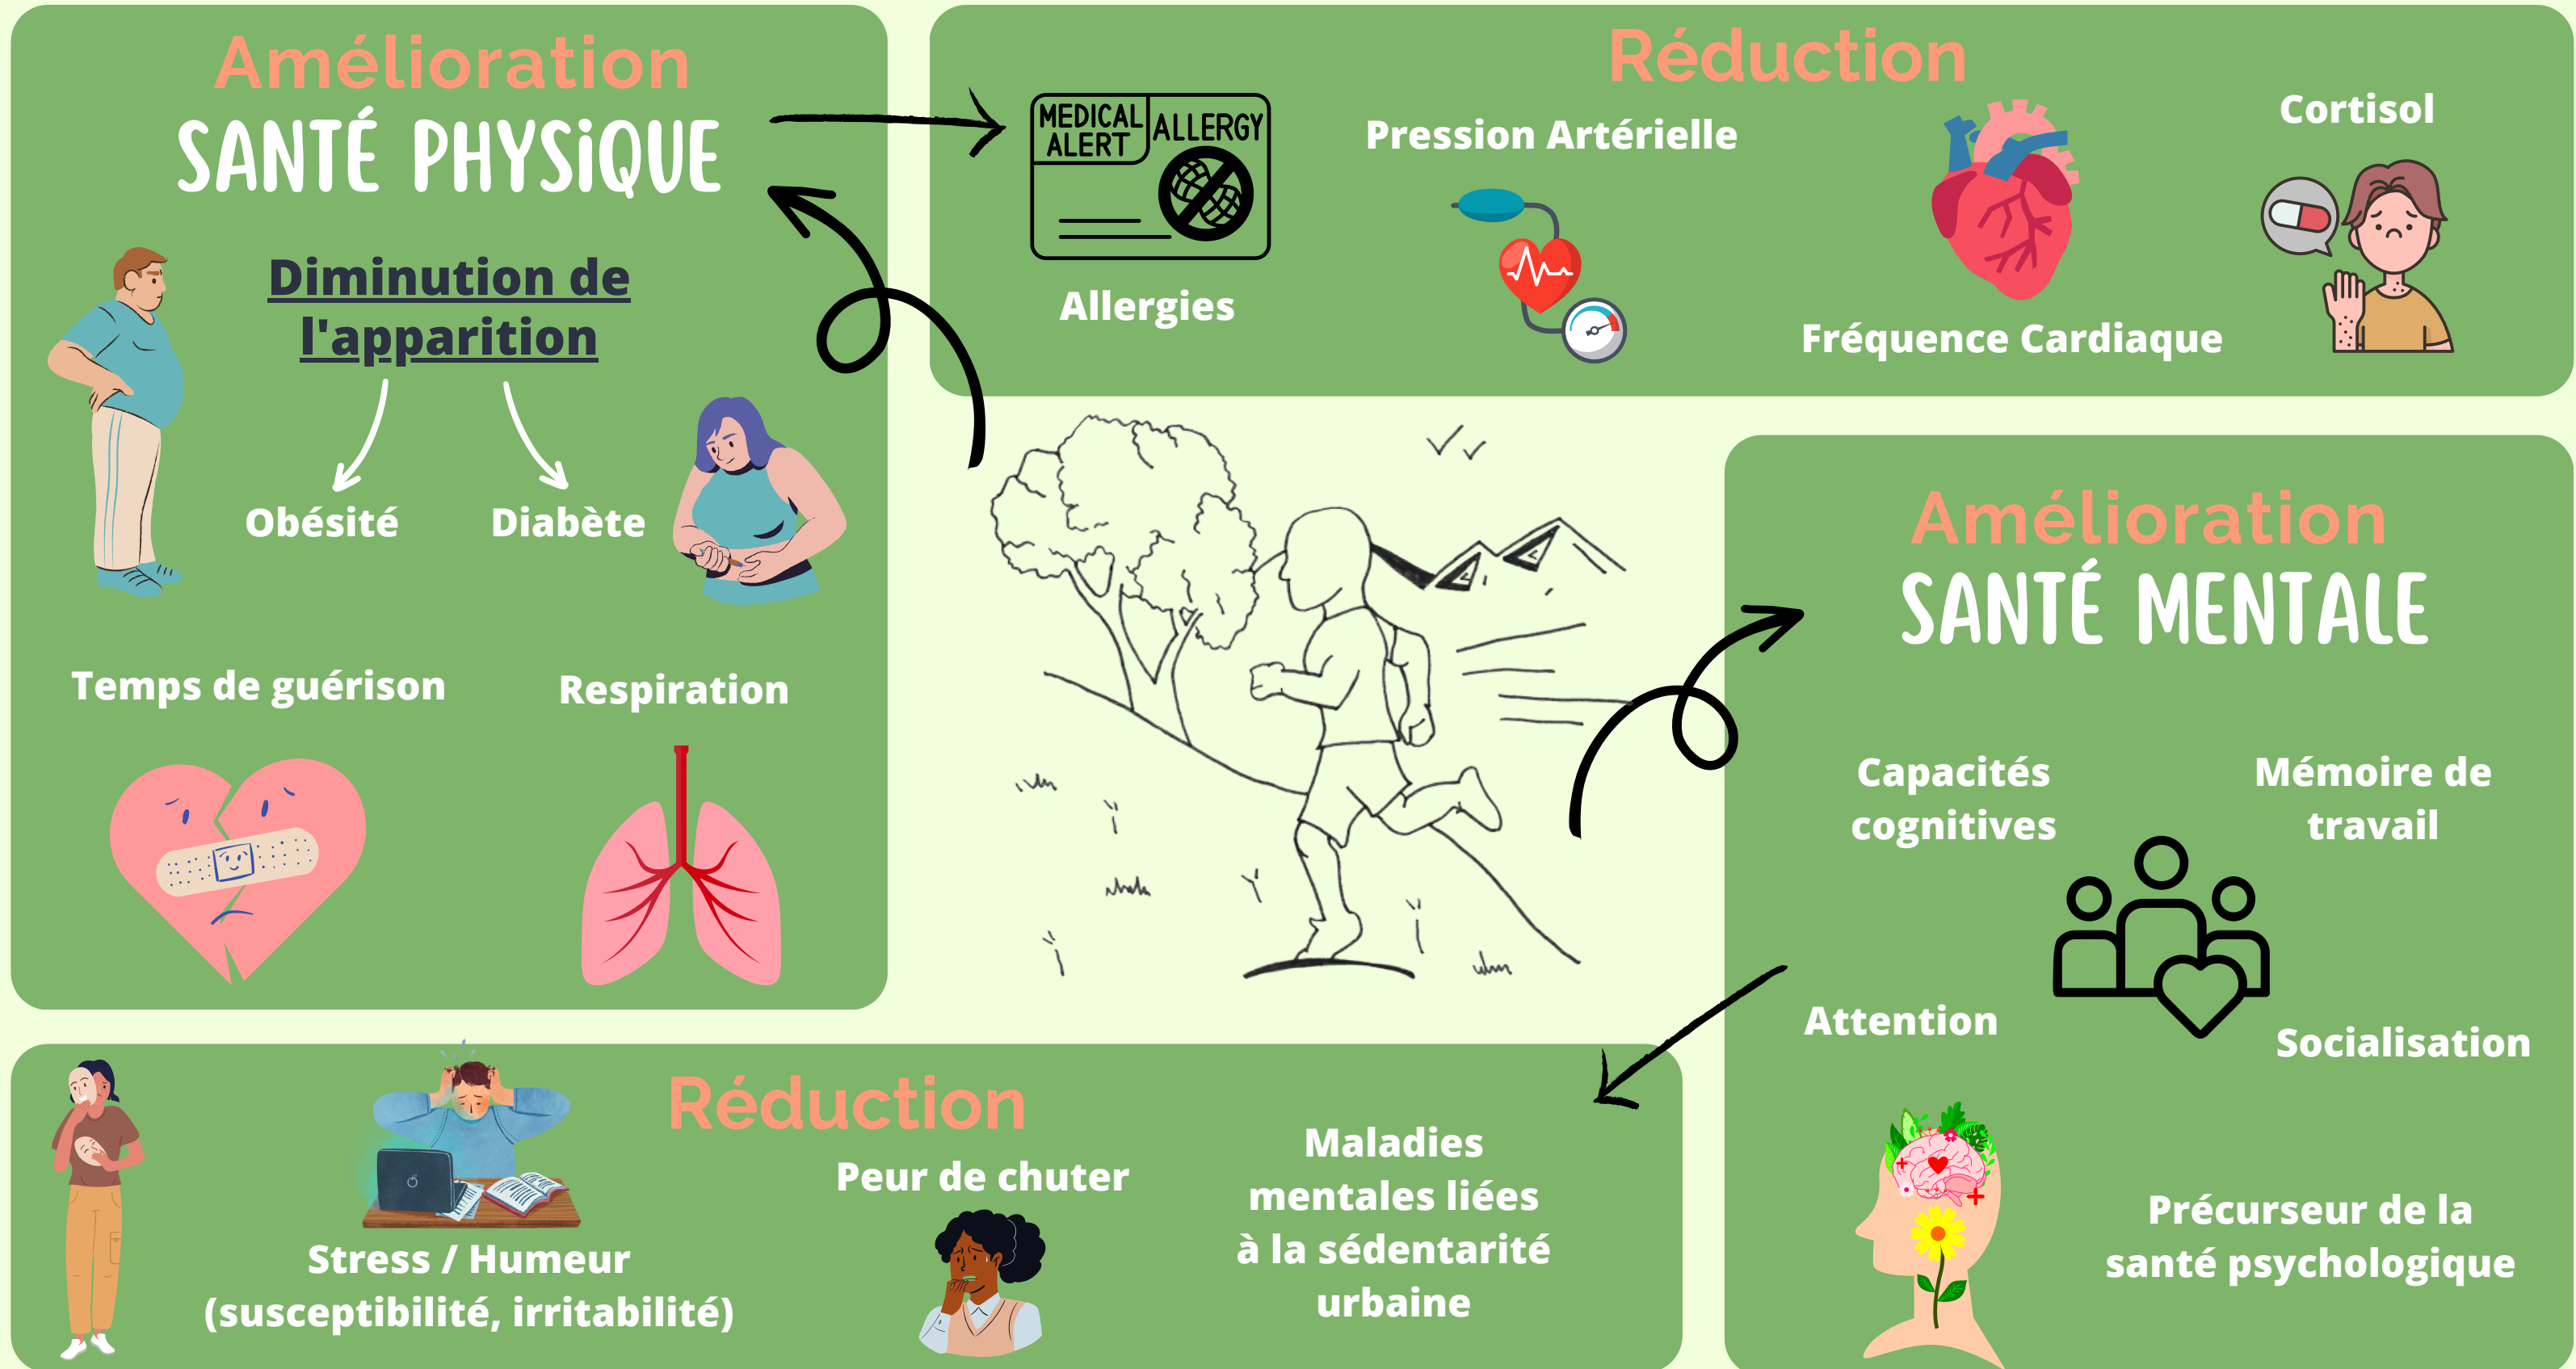 Amélioration
SANTÉ PHYSiQUE
Diminution de
l'apparition
Obésité
Diabète
Temps de guérison
Respiration
Réduction
MEDICAL
ALERT
ALLERGY
Allergies
Pression Artérielle
Fréquence Cardiaque
Cortisol
Amélioration
SANTÉ MENTALE
Capacités
cognitives
Mémoire de
travail
Attention
Socialisation
Précurseur de la
santé psychologique
Réduction
Stress / Humeur
(susceptibilité, irritabilité)
Peur de chuter
Maladies
mentales liées
à la sédentarité
urbaine